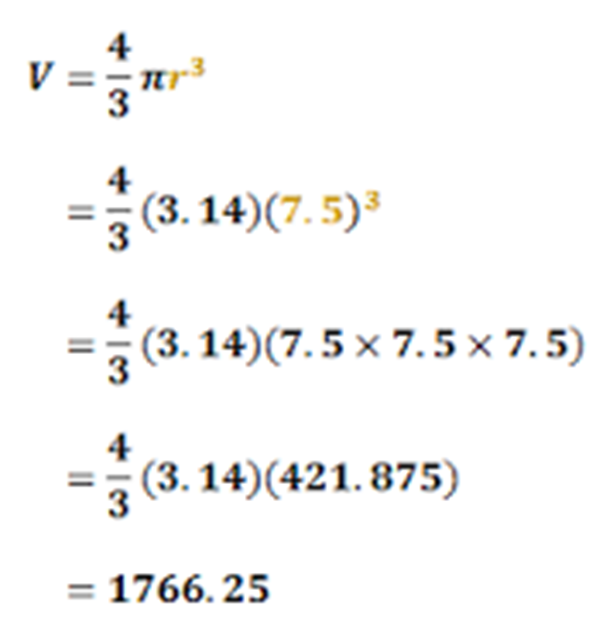 V = 4/3 πr³
= 4/3 (3.14)(7.5)³
= 4/3 (3.14)(7.5 × 7.5 × 7.5)
= 4/3 (3.14)(421.875)
= 1766.25